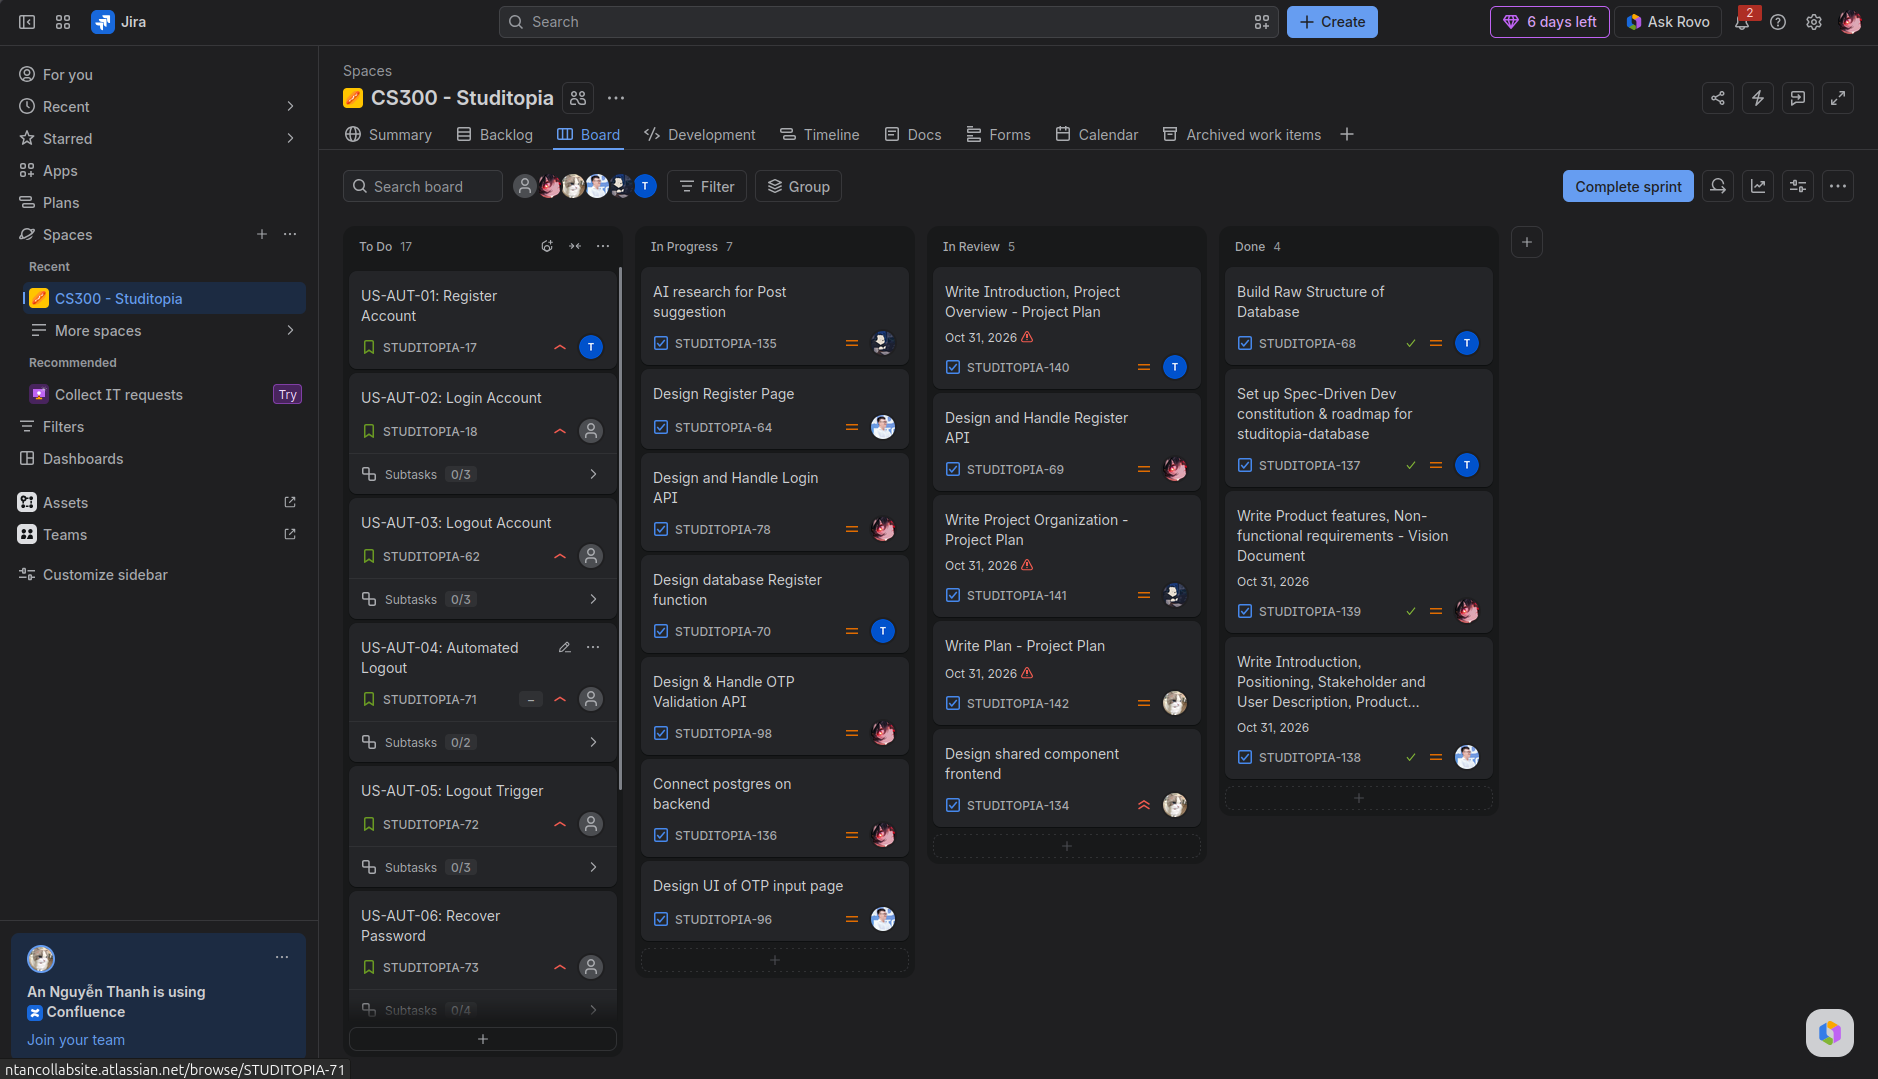 Jira
Search
Create
6 days left
Ask Rovo
2
For you
Recent
Starred
Apps
Plans
Spaces
Recent
CS300 - Studitopia
More spaces
Recommended
Collect IT requests
Try
Filters
Dashboards
Assets
Teams
Customize sidebar
An Nguyễn Thanh is using
Confluence
Join your team
ntancollabsite.atlassian.net/browse/STUDITOPIA-71
Spaces
CS300 - Studitopia
Summary
Backlog
Board
Development
Timeline
Docs
Forms
Calendar
Archived work items
Search board
T
Filter
Group
Complete sprint
To Do 17
US-AUT-01: Register
Account
STUDITOPIA-17
T
US-AUT-02: Login Account
STUDITOPIA-18
Subtasks 0/3
US-AUT-03: Logout Account
STUDITOPIA-62
Subtasks 0/3
US-AUT-04: Automated
Logout
STUDITOPIA-71
-
Subtasks 0/2
US-AUT-05: Logout Trigger
STUDITOPIA-72
Subtasks 0/3
US-AUT-06: Recover
Password
STUDITOPIA-73
Subtasks 0/4
In Progress 7
AI research for Post
suggestion
STUDITOPIA-135
Design Register Page
STUDITOPIA-64
Design and Handle Login
API
STUDITOPIA-78
Design database Register
function
STUDITOPIA-70
T
Design & Handle OTP
Validation API
STUDITOPIA-98
Connect postgres on
backend
STUDITOPIA-136
Design UI of OTP input page
STUDITOPIA-96
In Review 5
Write Introduction, Project
Overview - Project Plan
Oct 31, 2026
STUDITOPIA-140
T
Design and Handle Register
API
STUDITOPIA-69
Write Project Organization -
Project Plan
Oct 31, 2026
STUDITOPIA-141
Write Plan - Project Plan
Oct 31, 2026
STUDITOPIA-142
Design shared component
frontend
STUDITOPIA-134
Done 4
Build Raw Structure of
Database
STUDITOPIA-68
T
Set up Spec-Driven Dev
constitution & roadmap for
studitopia-database
STUDITOPIA-137
T
Write Product features, Non-
functional requirements - Vision
Document
Oct 31, 2026
STUDITOPIA-139
Write Introduction,
Positioning, Stakeholder and
User Description, Product...
Oct 31, 2026
STUDITOPIA-138